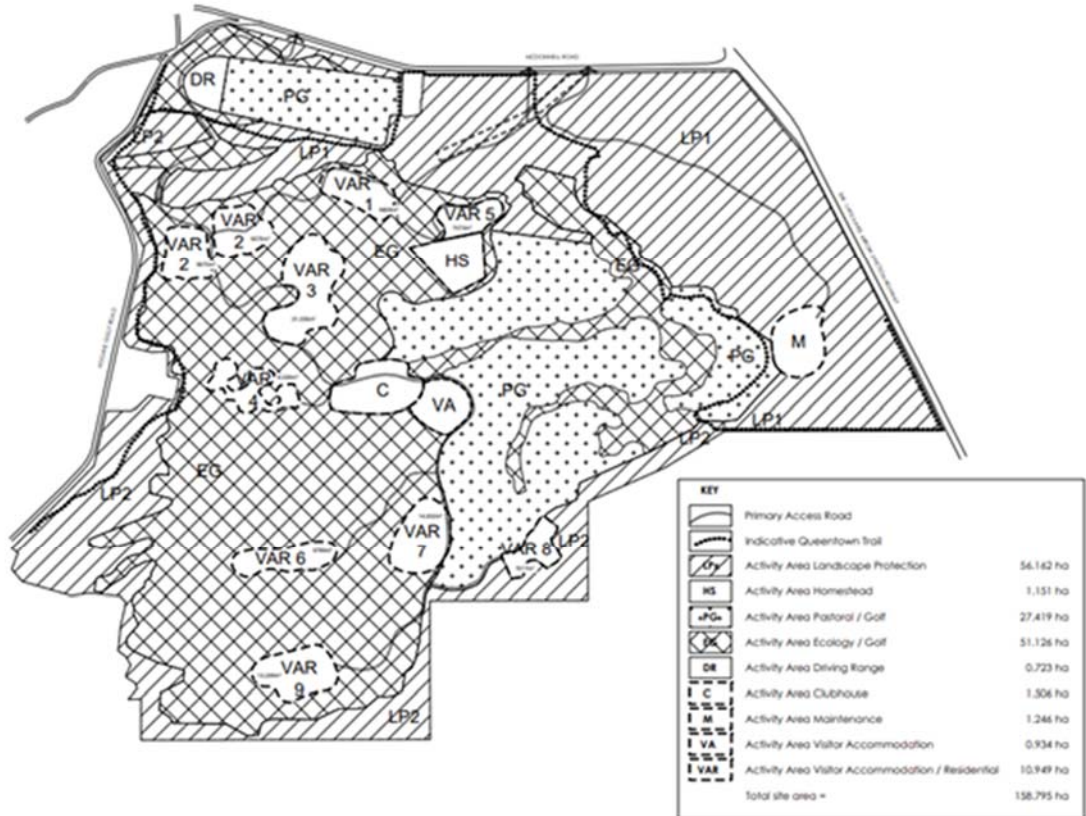 MCDONNELL ROAD
DR
PG
LP2
LP1
LP1
VAR
1
VAR
2
VAR
2
VAR 5
EG
HS
EG
VAR
3
PG
M
VAR
4
C
VA
PG
LP1
LP2
EG
LP2
VAR
7
VAR 8
LP2
VAR 6
VAR
9
LP2
KEY
Primary Access Road
Indicative Queentown Trail
Activity Area Landscape Protection 56.162 ha
HS Activity Area Homestead 1.151 ha
PG Activity Area Pastoral / Golf 27.419 ha
EG Activity Area Ecology / Golf 51.126 ha
DR Activity Area Driving Range 0.723 ha
C Activity Area Clubhouse 1.506 ha
M Activity Area Maintenance 1.246 ha
VA Activity Area Visitor Accommodation 0.934 ha
VAR Activity Area Visitor Accommodation / Residential 10.949 ha
Total site area = 158.795 ha